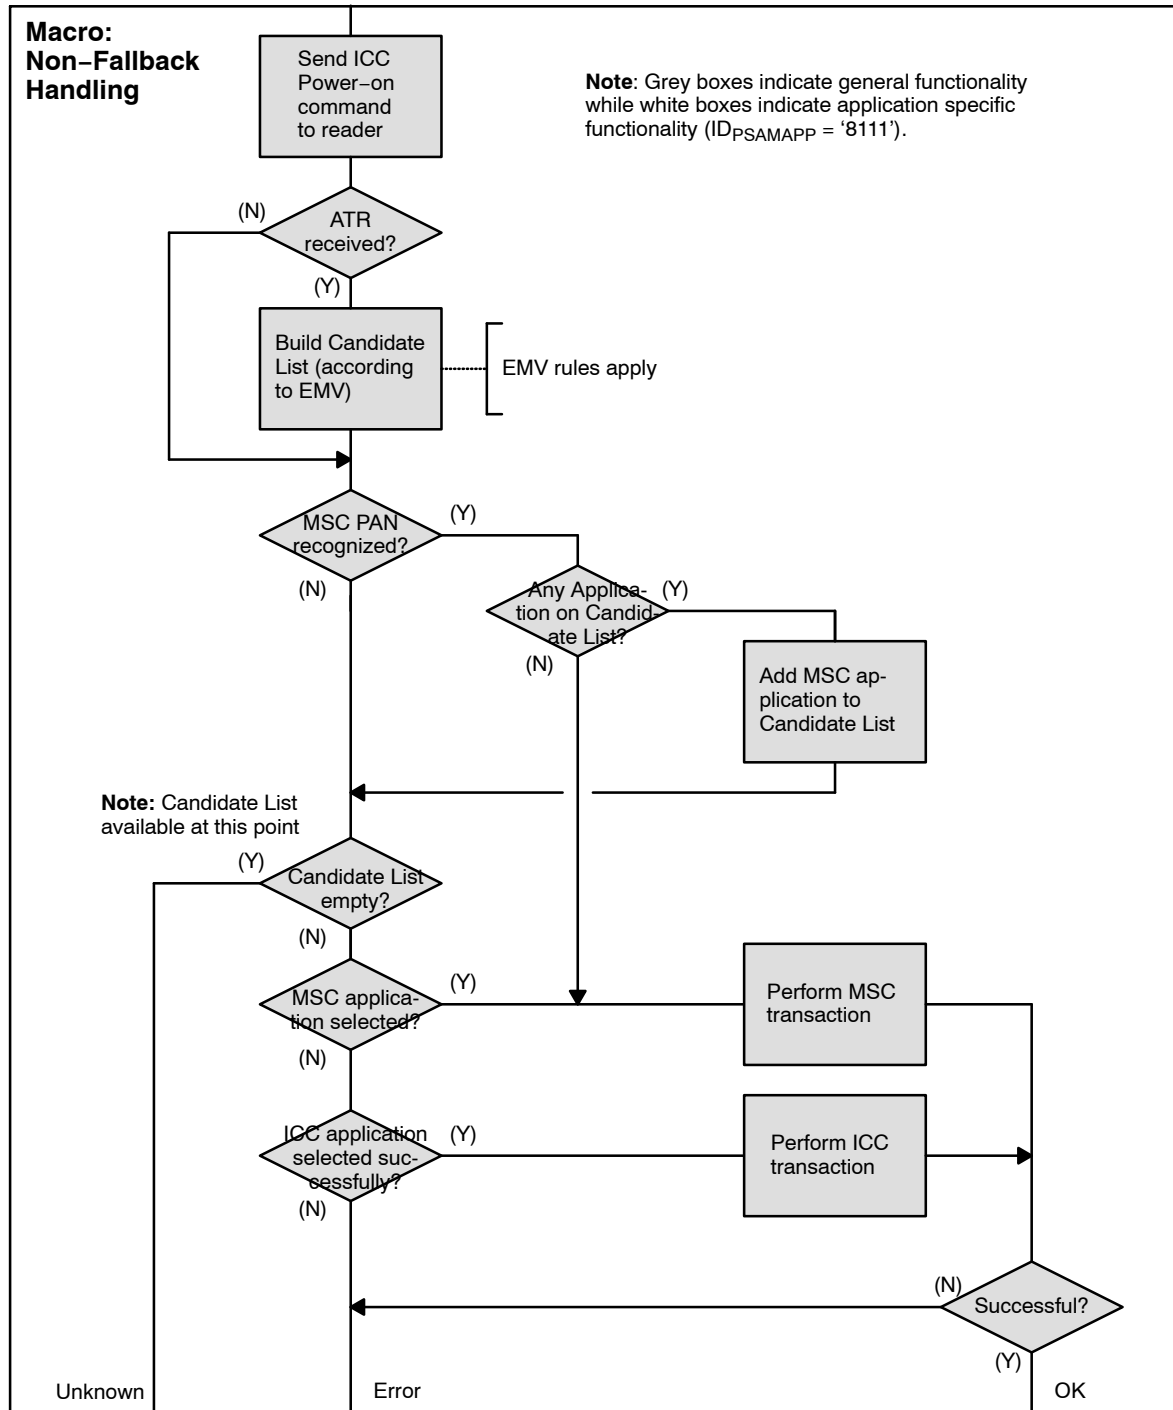 Macro:
Non−Fallback
Handling
Send ICC
Power−on
command
to reader
Note: Grey boxes indicate general functionality
while white boxes indicate application specific
functionality (IDPSAMAPP = ‘8111’).
(N)
ATR
received?
(Y)
Build Candidate
List (according
to EMV)
EMV rules apply
MSC PAN
recognized?
(Y)
(N)
Any Applica-
tion on Candid-
ate List?
(Y)
(N)
Add MSC ap-
plication to
Candidate List
Note: Candidate List
available at this point
(Y)
Candidate List
empty?
(N)
MSC applica-
tion selected?
(Y)
(N)
Perform MSC
transaction
ICC application
selected suc-
cessfully?
(Y)
(N)
Perform ICC
transaction
(N)
Successful?
(Y)
Unknown
Error
OK